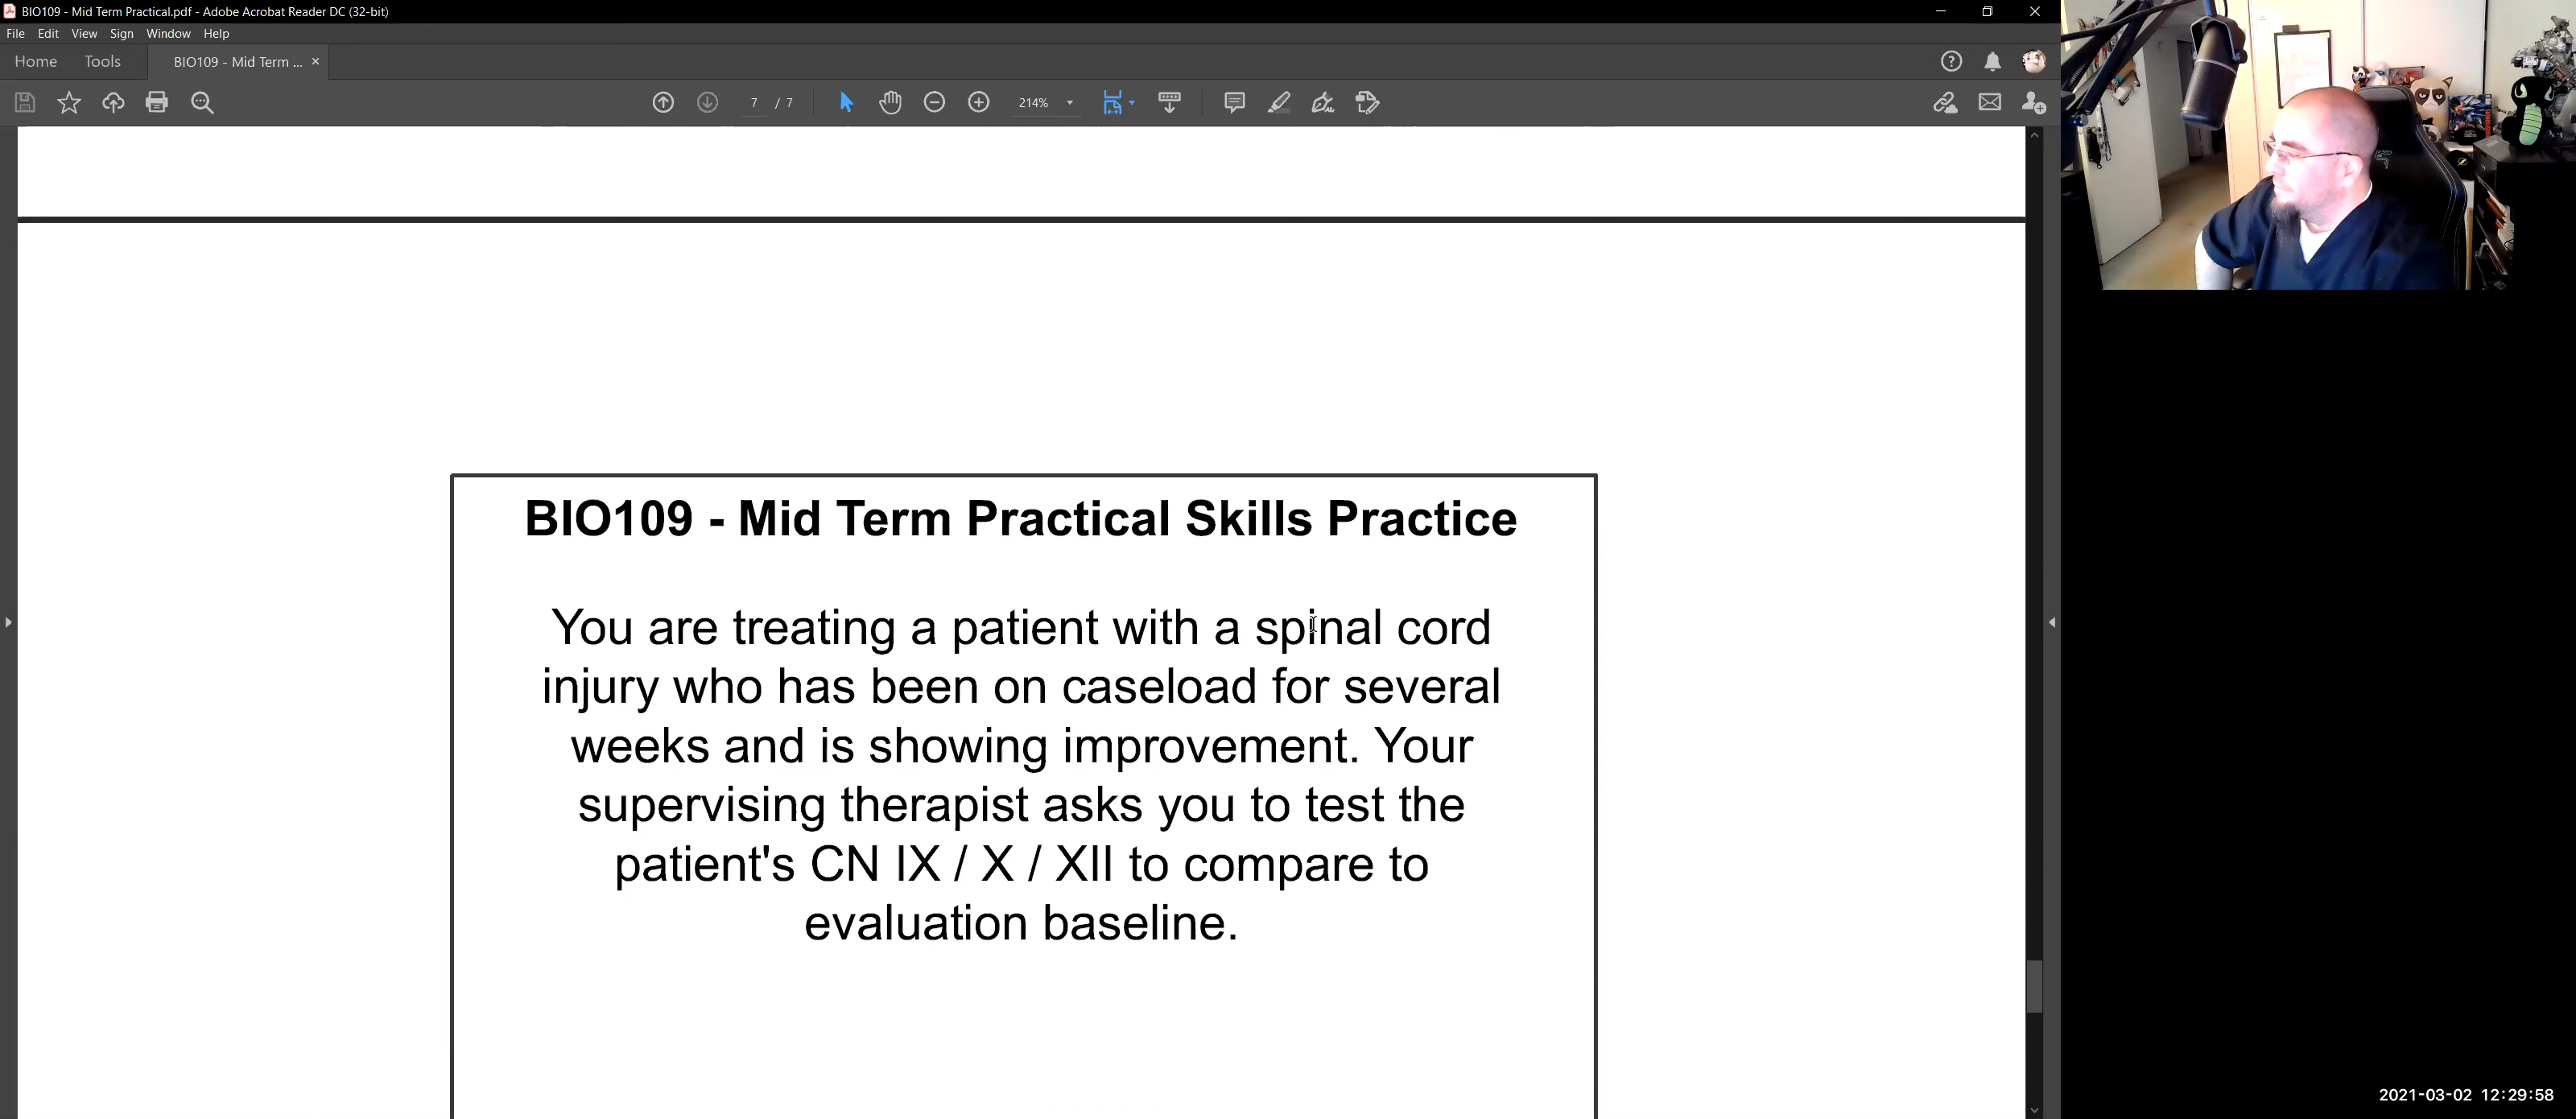 BIO109 - Mid Term Practical.pdf - Adobe Acrobat Reader DC (32-bit)
File Edit View Sign Window Help
Home Tools BIO109 - Mid Term ...
7 / 7 214%
BIO109 - Mid Term Practical Skills Practice
You are treating a patient with a spinal cord
injury who has been on caseload for several
weeks and is showing improvement. Your
supervising therapist asks you to test the
patient's CN IX / X / XII to compare to
evaluation baseline.
2021-03-02 12:29:58